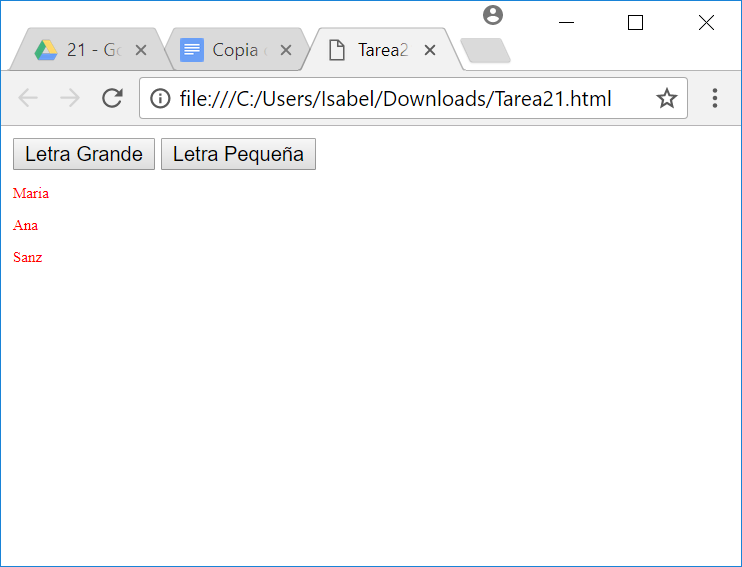 21 - Go
Copia
Tarea2
file:///C:/Users/Isabel/Downloads/Tarea21.html
Letra Grande
Letra Pequeña
Maria
Ana
Sanz